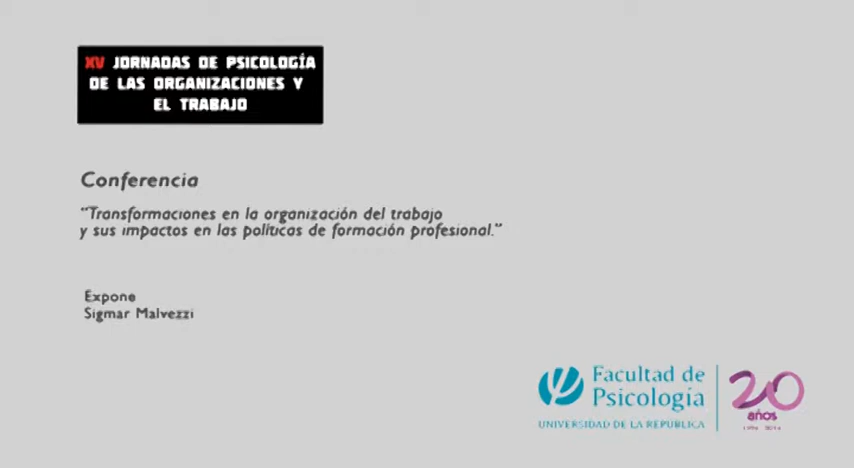 XV JORNADAS DE PSICOLOGÍA
DE LAS ORGANIZACIONES Y
EL TRABAJO
Conferencia
“Transformaciones en la organización del trabajo
y sus impactos en las políticas de formación profesional.”
Expone
Sigmar Malvezzi
Facultad de
Psicología
UNIVERSIDAD DE LA REPÚBLICA
20
años